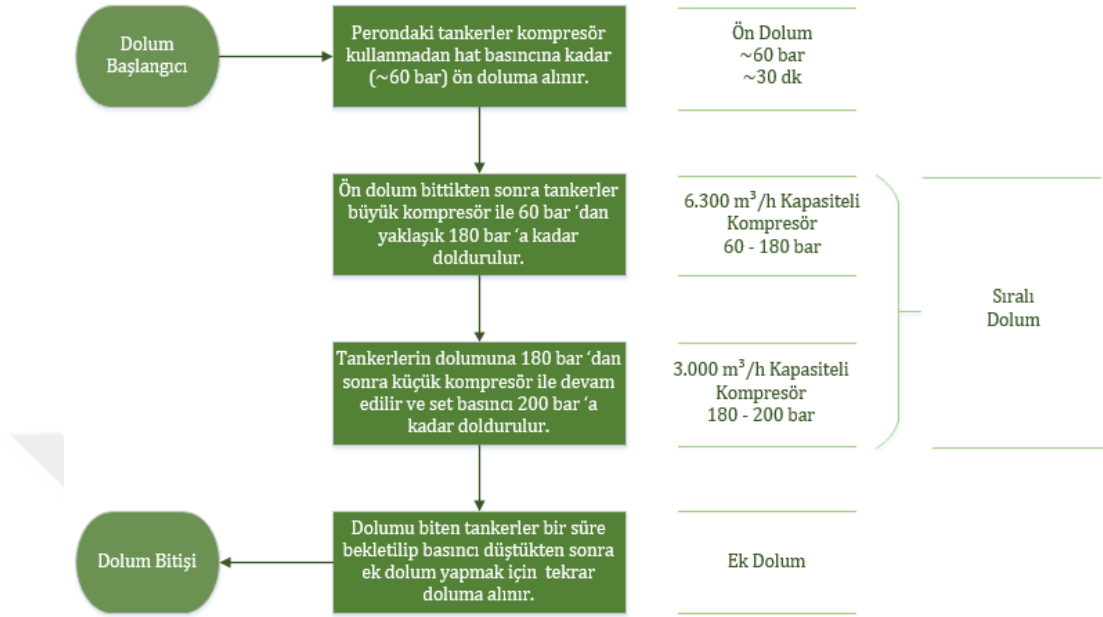 Dolum
Başlangıcı
Perondaki tankerler kompresör
kullanmadan hat basıncına kadar
(~60 bar) ön doluma alınır.
Ön Dolum
~60 bar
~30 dk
Ön dolum bittikten sonra tankerler
büyük kompresör ile 60 bar ‘dan
yaklaşık 180 bar ‘a kadar
doldurulur.
6.300 m³/h Kapasiteli
Kompresör
60 - 180 bar
Sıralı
Dolum
Tankerlerin dolumuna 180 bar ‘dan
sonra küçük kompresör ile devam
edilir ve set basıncı 200 bar ‘a
kadar doldurulur.
3.000 m³/h Kapasiteli
Kompresör
180 - 200 bar
Dolum Bitişi
Dolumu biten tankerler bir süre
bekletilip basıncı düştükten sonra
ek dolum yapmak için tekrar
doluma alınır.
Ek Dolum